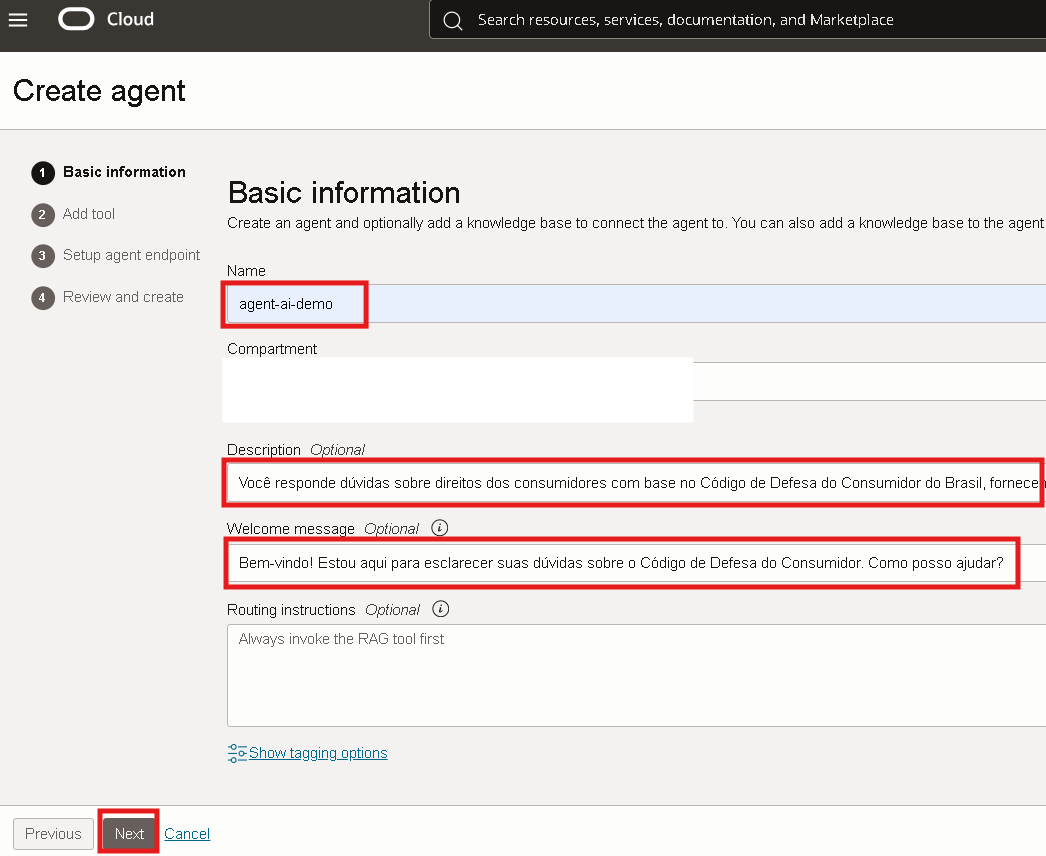 Cloud
Search resources, services, documentation, and Marketplace
Create agent
1 Basic information
2 Add tool
3 Setup agent endpoint
4 Review and create
Basic information
Create an agent and optionally add a knowledge base to connect the agent to. You can also add a knowledge base to the agent
Name
agent-ai-demo
Compartment
Description Optional
Você responde dúvidas sobre direitos dos consumidores com base no Código de Defesa do Consumidor do Brasil, fornece
Welcome message Optional
Bem-vindo! Estou aqui para esclarecer suas dúvidas sobre o Código de Defesa do Consumidor. Como posso ajudar?
Routing instructions Optional
Always invoke the RAG tool first
Show tagging options
Previous Next Cancel